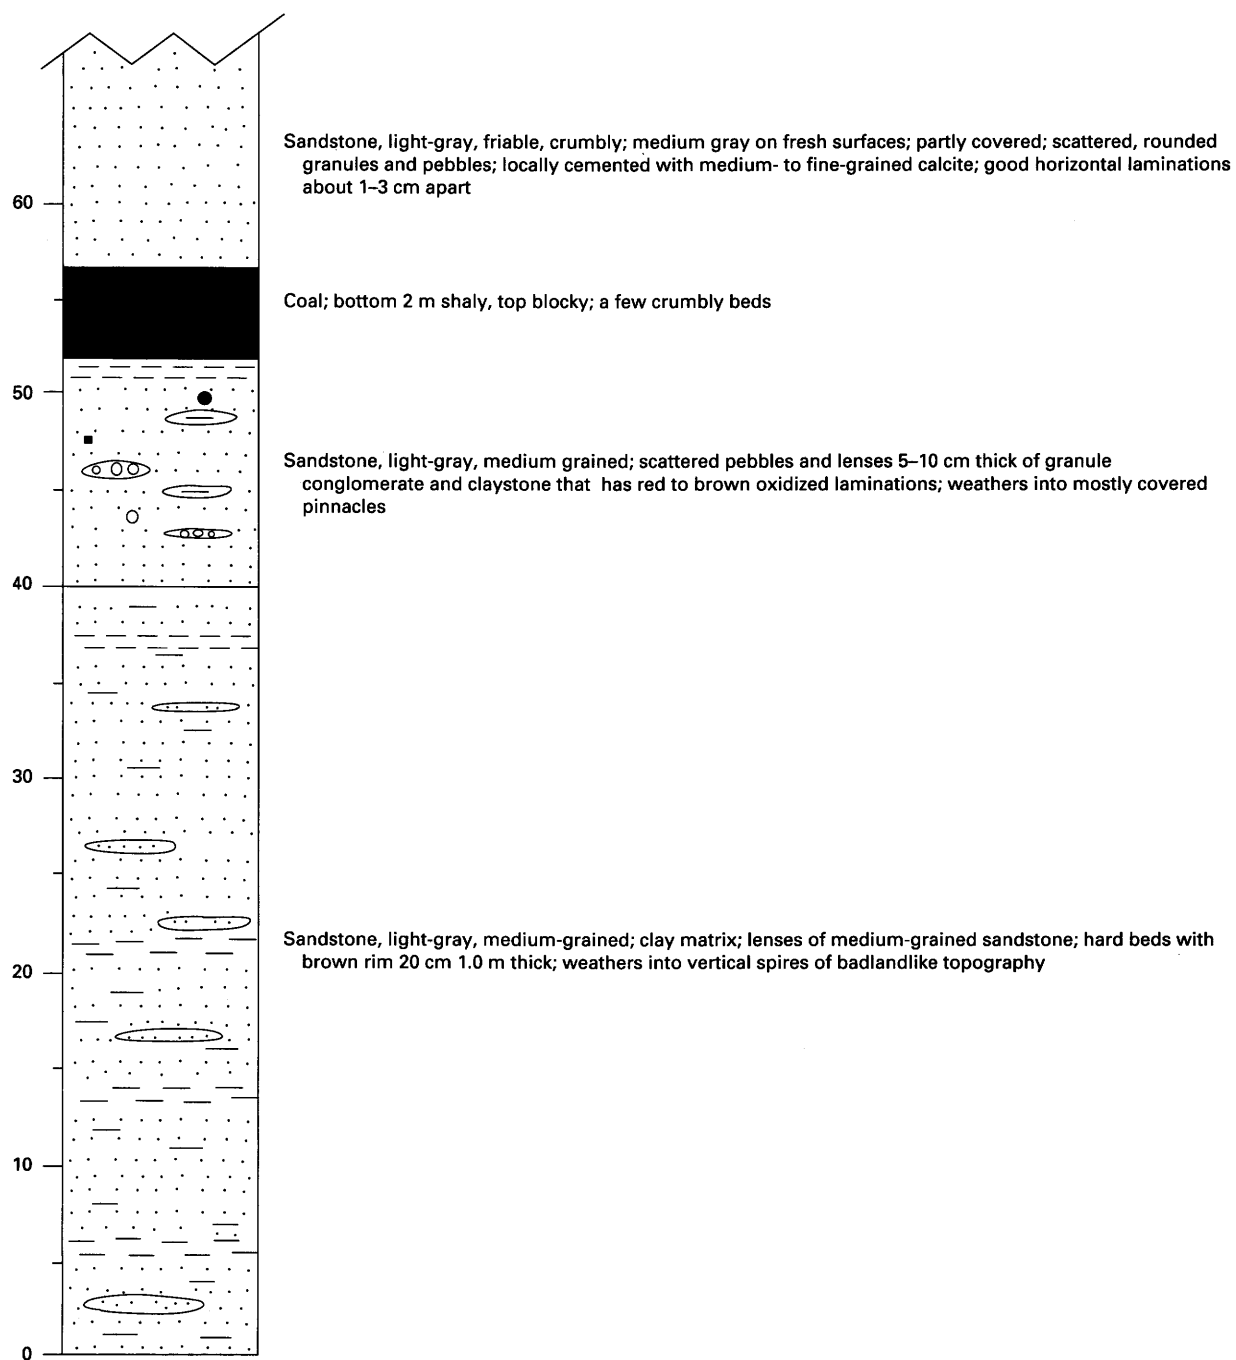 Sandstone, light-gray, friable, crumbly; medium gray on fresh surfaces; partly covered; scattered, rounded
granules and pebbles; locally cemented with medium- to fine-grained calcite; good horizontal laminations
about 1–3 cm apart
60
Coal; bottom 2 m shaly, top blocky; a few crumbly beds
50
Sandstone, light-gray, medium grained; scattered pebbles and lenses 5–10 cm thick of granule
conglomerate and claystone that has red to brown oxidized laminations; weathers into mostly covered
pinnacles
40
30
Sandstone, light-gray, medium-grained; clay matrix; lenses of medium-grained sandstone; hard beds with
brown rim 20 cm 1.0 m thick; weathers into vertical spires of badlandlike topography
20
10
0